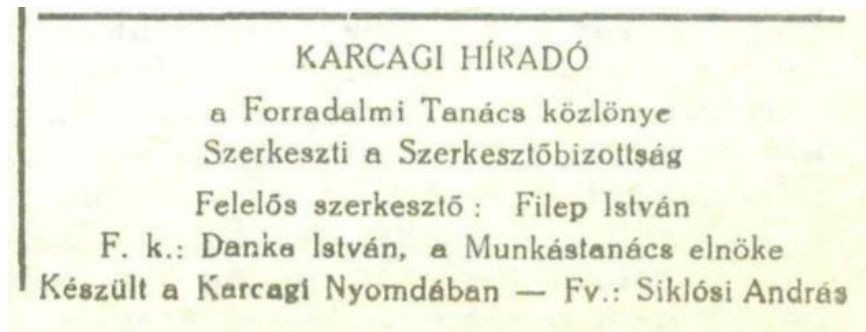 KARCAGI HÍRADÓ
a Forradalmi Tanács közlönye
Szerkeszti a Szerkesztőbizottság
Felelős szerkesztő : Filep István
F. k.: Danka István, a Munkástanács elnöke
Készült a Karcagi Nyomdában — Fv.: Siklósi András